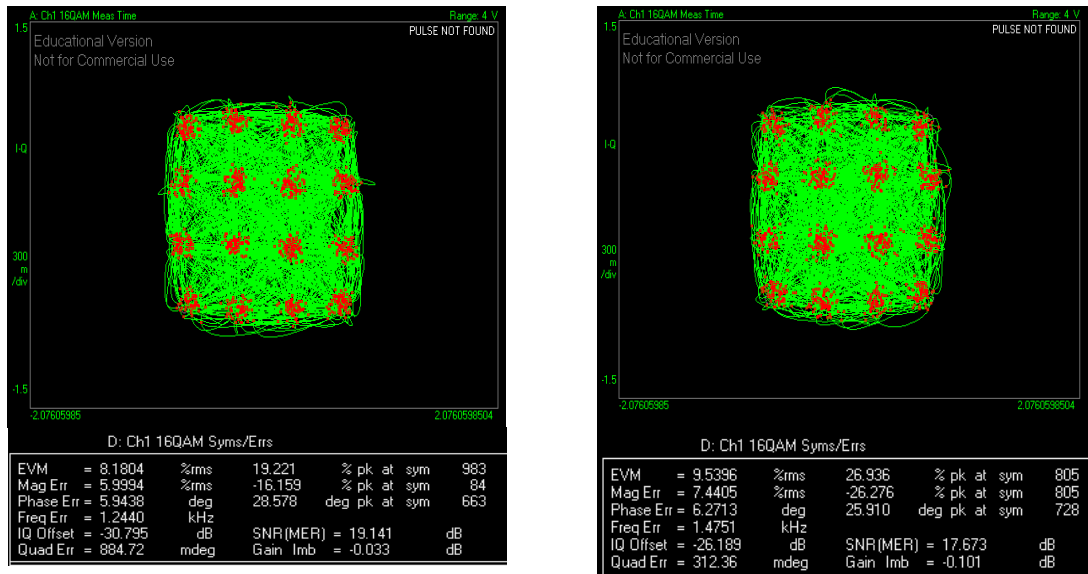 A: Ch1 16QAM Meas Time Range: 4 V
1.5 PULSE NOT FOUND
Educational Version
Not for Commercial Use
I-Q
300
m
/div
-1.5
-2.07605985 2.0760598504
D: Ch1 16QAM Syms/Errs
EVM = 8.1804 %rms 19.221 % pk at sym 983
Mag Err = 5.9994 %rms -16.159 % pk at sym 84
Phase Err = 5.9438 deg 28.578 deg pk at sym 663
Freq Err = 1.2440 kHz
IQ Offset = -30.795 dB SNR(MER) = 19.141 dB
Quad Err = 884.72 mdeg Gain Imb = -0.033 dB
A: Ch1 16QAM Meas Time Range: 4 V
1.5 PULSE NOT FOUND
Educational Version
Not for Commercial Use
I-Q
300
m
/div
-1.5
-2.07605985 2.0760598504
D: Ch1 16QAM Syms/Errs
EVM = 9.5396 %rms 26.936 % pk at sym 805
Mag Err = 7.4405 %rms -26.276 % pk at sym 805
Phase Err = 6.2713 deg 25.910 deg pk at sym 728
Freq Err = 1.4751 kHz
IQ Offset = -26.189 dB SNR(MER) = 17.673 dB
Quad Err = 312.36 mdeg Gain Imb = -0.101 dB